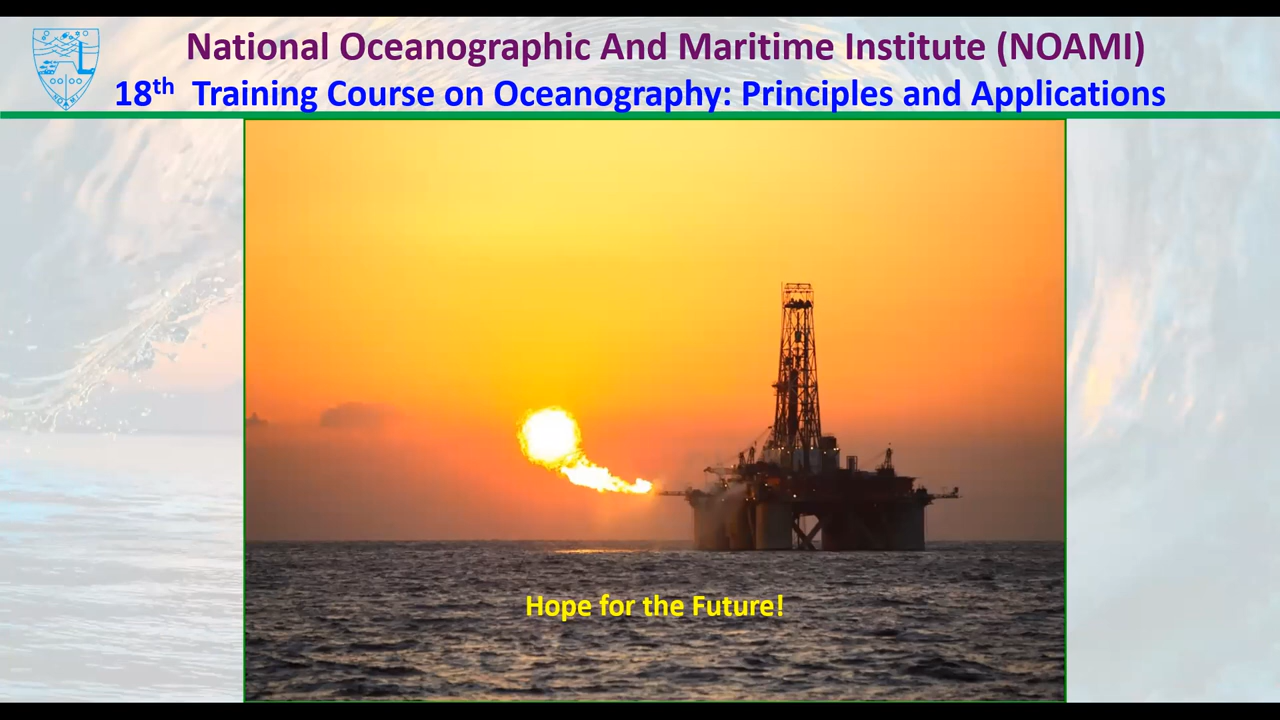 National Oceanographic And Maritime Institute (NOAMI)
18th Training Course on Oceanography: Principles and Applications
Hope for the Future!